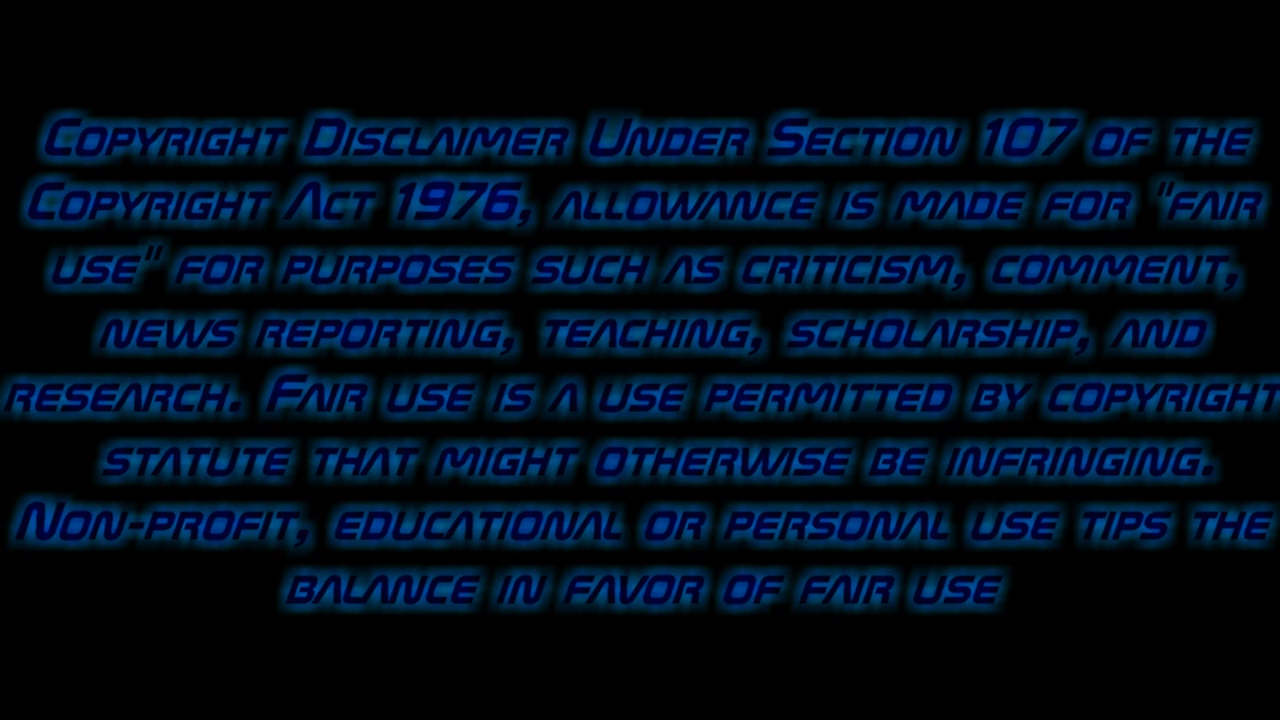 Copyright Disclaimer Under Section 107 of the
Copyright Act 1976, allowance is made for "fair
use" for purposes such as criticism, comment,
news reporting, teaching, scholarship, and
research. Fair use is a use permitted by copyright
statute that might otherwise be infringing.
Non-profit, educational or personal use tips the
balance in favor of fair use